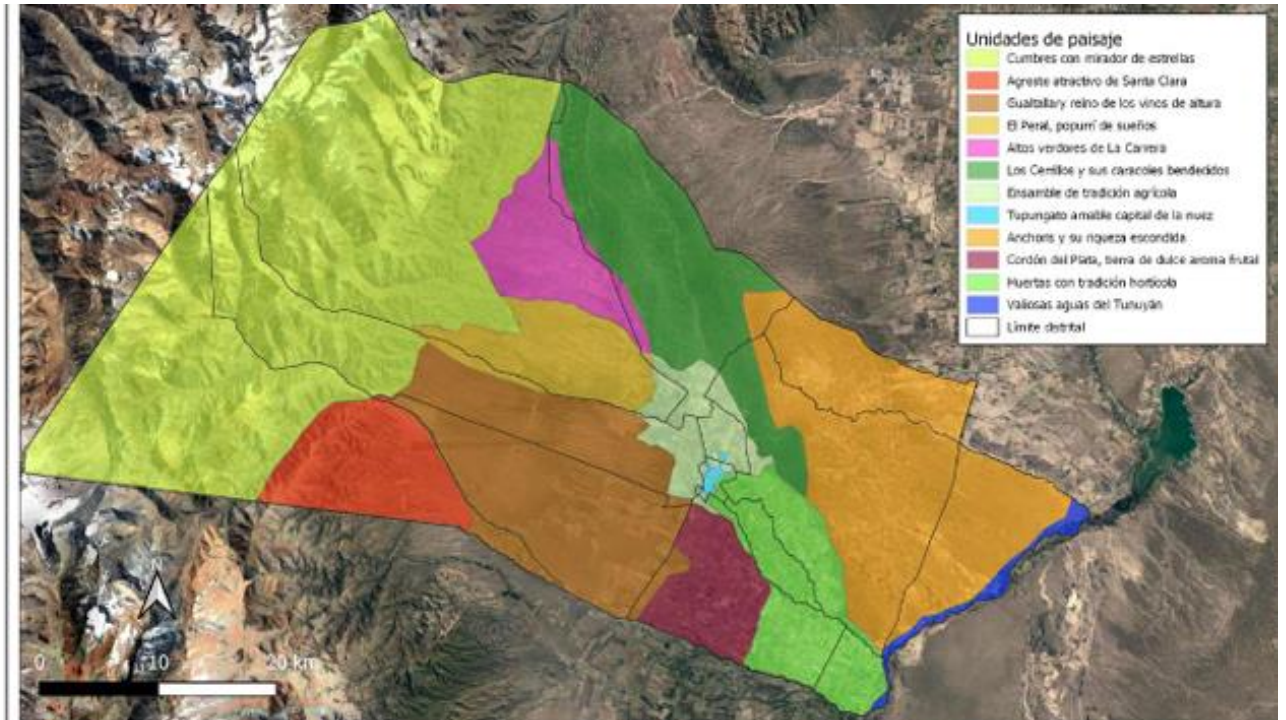 Unidades de paisaje
Cumbres con mirador de estrellas
Agreste atractivo de Santa Clara
Gualtallary reino de los vinos de altura
El Peral, popurrí de sueños
Altos verdores de La Carrera
Los Cerrillos y sus caracoles bendecidos
Ensamble de tradición agrícola
Tupungato amable capital de la nuez
Anchoris y su riqueza escondida
Cordón del Plata, tierra de dulce aroma frutal
Huertas con tradición hortícola
Valiosas aguas del Tunuyán
Límite distrital
0 10 20 km